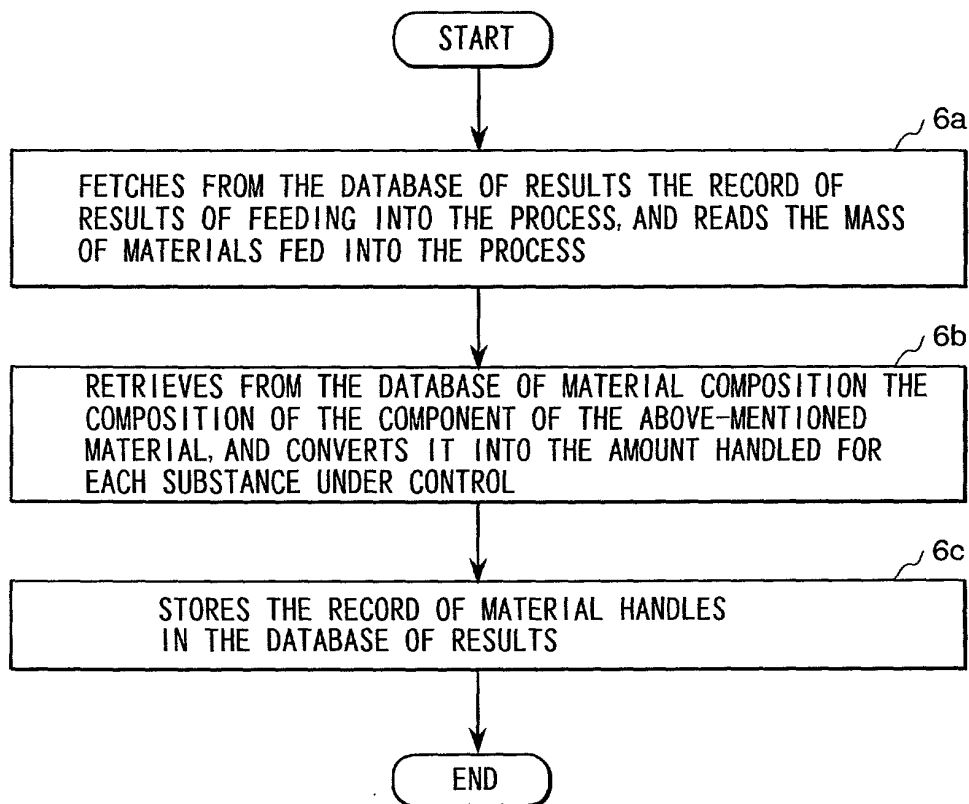 START
6a
FETCHES FROM THE DATABASE OF RESULTS THE RECORD OF
RESULTS OF FEEDING INTO THE PROCESS, AND READS THE MASS
OF MATERIALS FED INTO THE PROCESS
6b
RETRIEVES FROM THE DATABASE OF MATERIAL COMPOSITION THE
COMPOSITION OF THE COMPONENT OF THE ABOVE-MENTIONED
MATERIAL, AND CONVERTS IT INTO THE AMOUNT HANDLED FOR
EACH SUBSTANCE UNDER CONTROL
6c
STORES THE RECORD OF MATERIAL HANDLES
IN THE DATABASE OF RESULTS
END